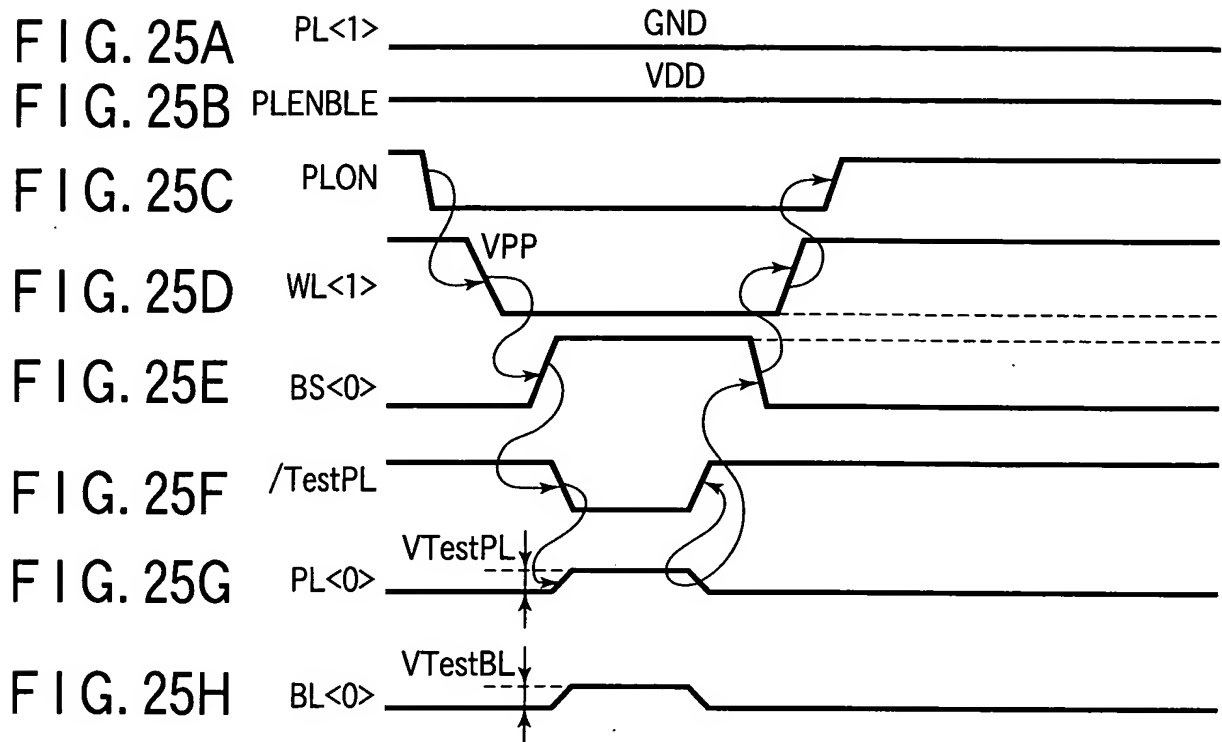 FIG. 25A PL<1> GND
FIG. 25B PLENBLE VDD
FIG. 25C PLON
FIG. 25D WL<1> VPP
FIG. 25E BS<0>
FIG. 25F /TestPL
FIG. 25G PL<0> VTestPL
FIG. 25H BL<0> VTestBL